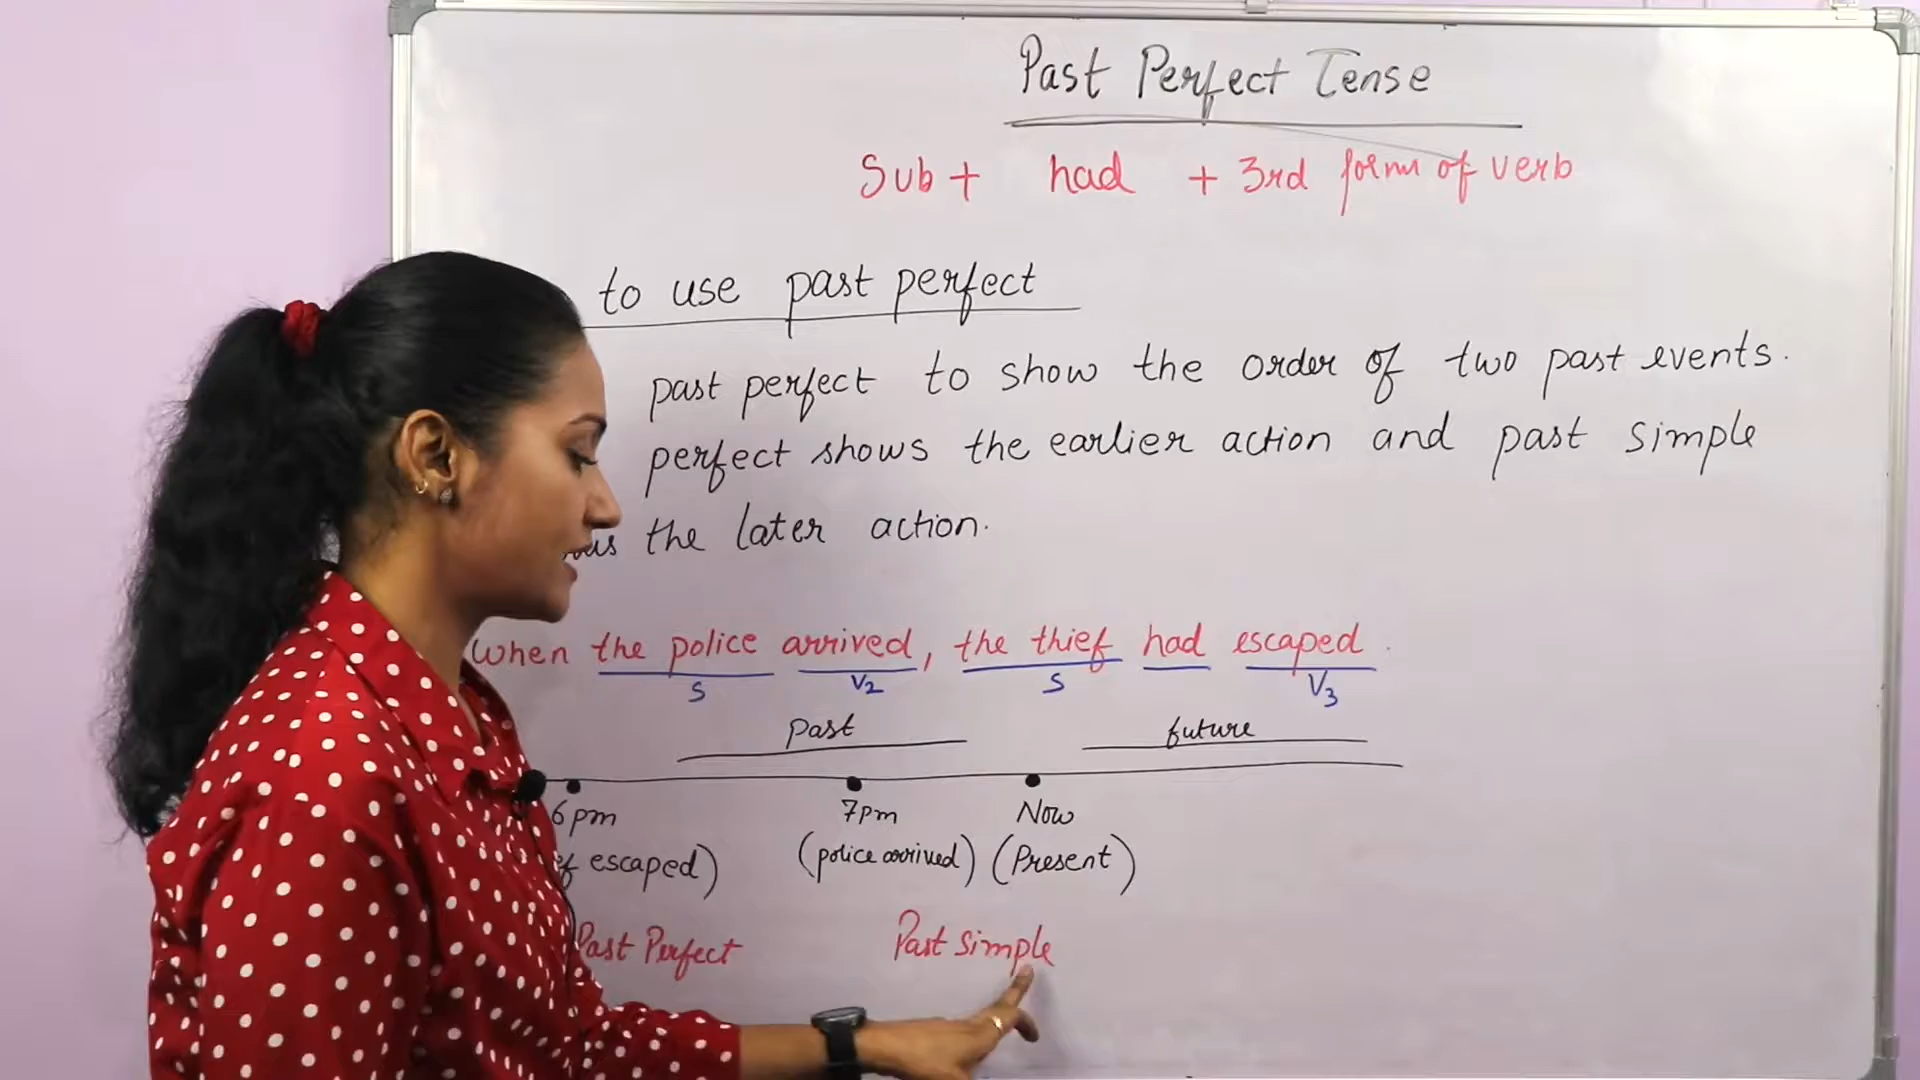 Past Perfect Tense
Sub + had + 3rd form of verb
to use past perfect
past perfect to show the order of two past events.
perfect shows the earlier action and past simple
the later action.
When the police arrived, the thief had escaped.
S V2 S V3
Past future
6pm 7pm Now
escaped) (police arrived) (Present)
Past Perfect Past Simple